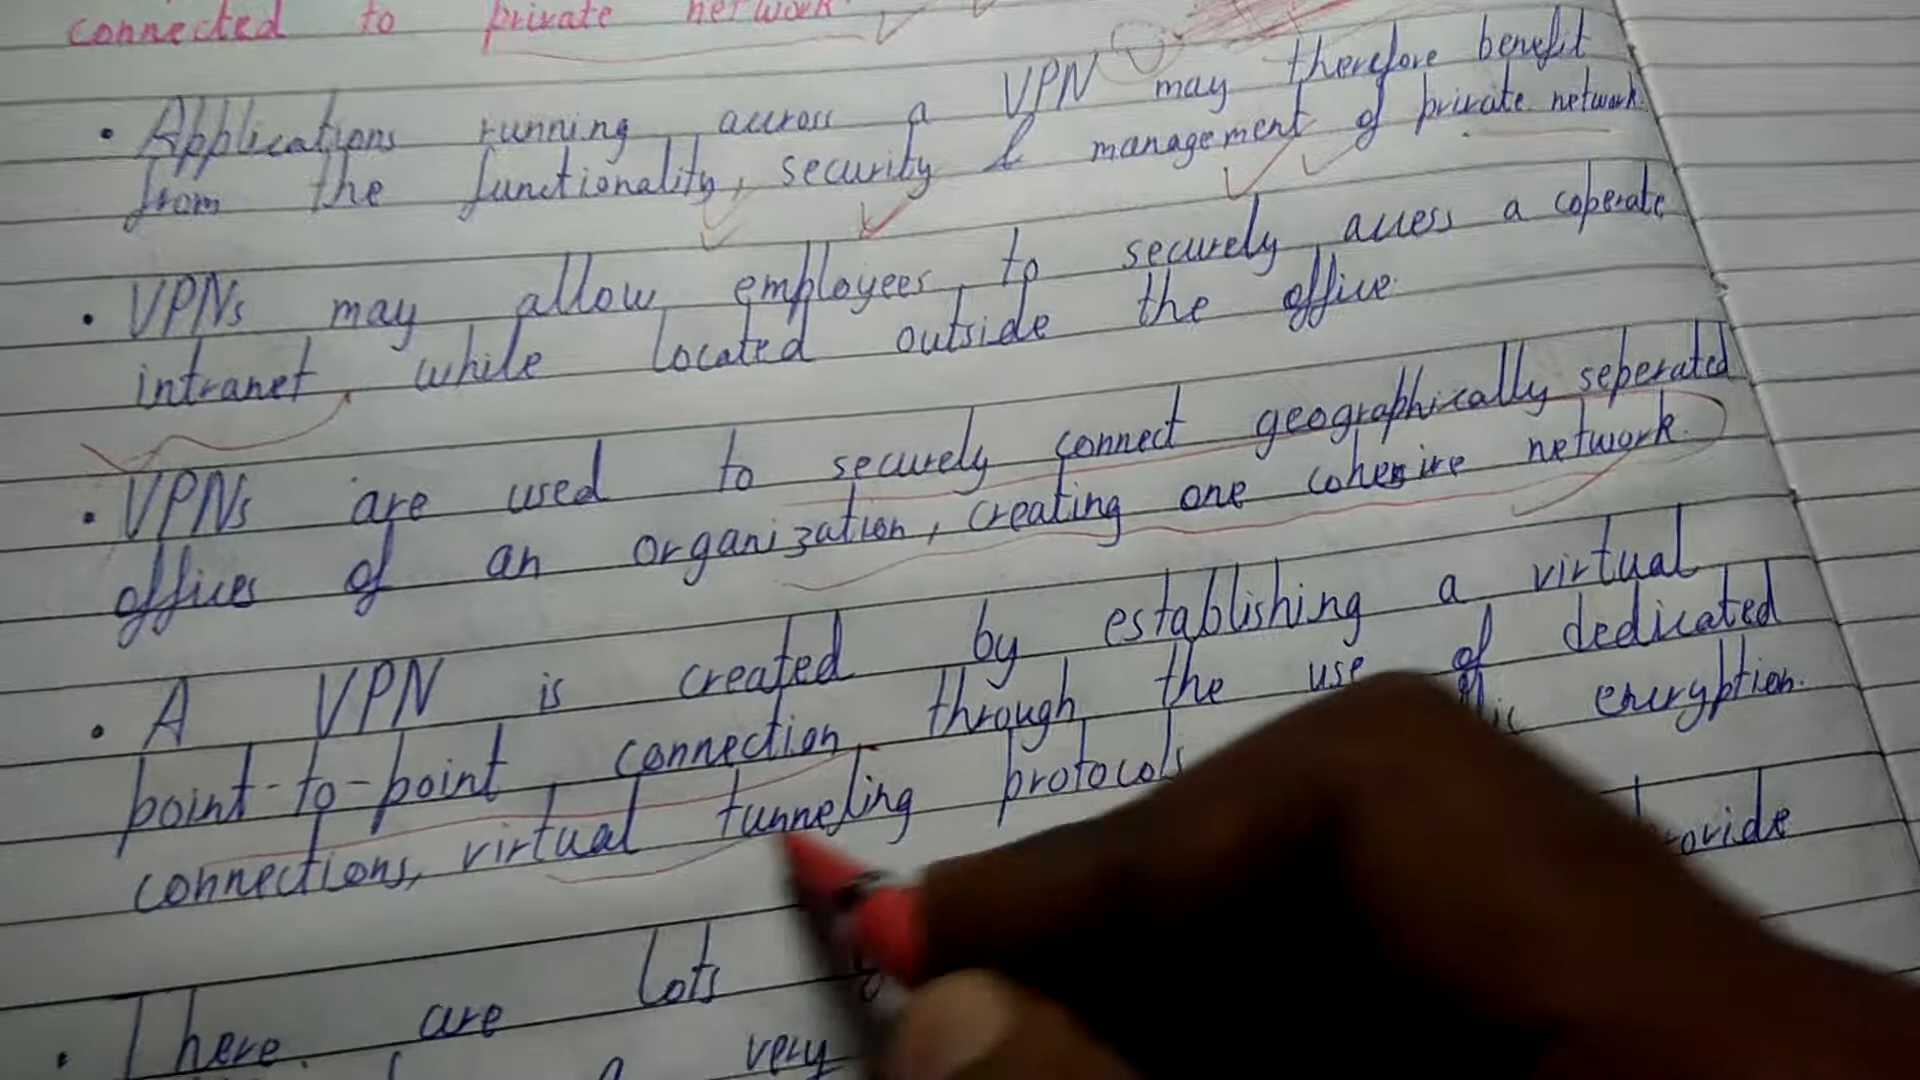 connected to private network
• Applications running accross a VPN may therefore benefit
from the functionality, security & management of private network.
• VPNs may allow employees to securely access a coperate
intranet, while located outside the office.
• VPNs are used to securely connect geographically seperated
offices of an organization, creating one cohesive network.
• A VPN is created by establishing a virtual
point-to-point connection through the use of dedicated
connections, virtual tunneling protocols encryption.
• There are lots
very